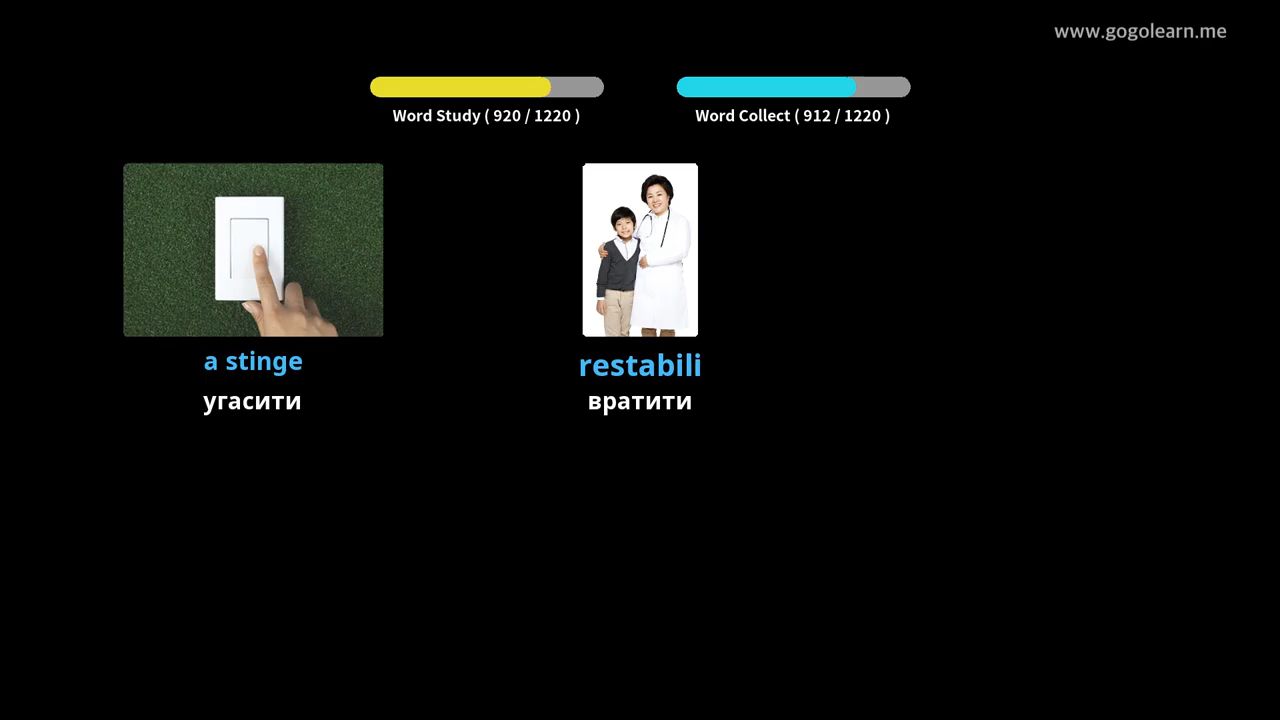 www.gogolearn.me
Word Study ( 920 / 1220 )
Word Collect ( 912 / 1220 )
a stinge
угасити
restabili
вратити